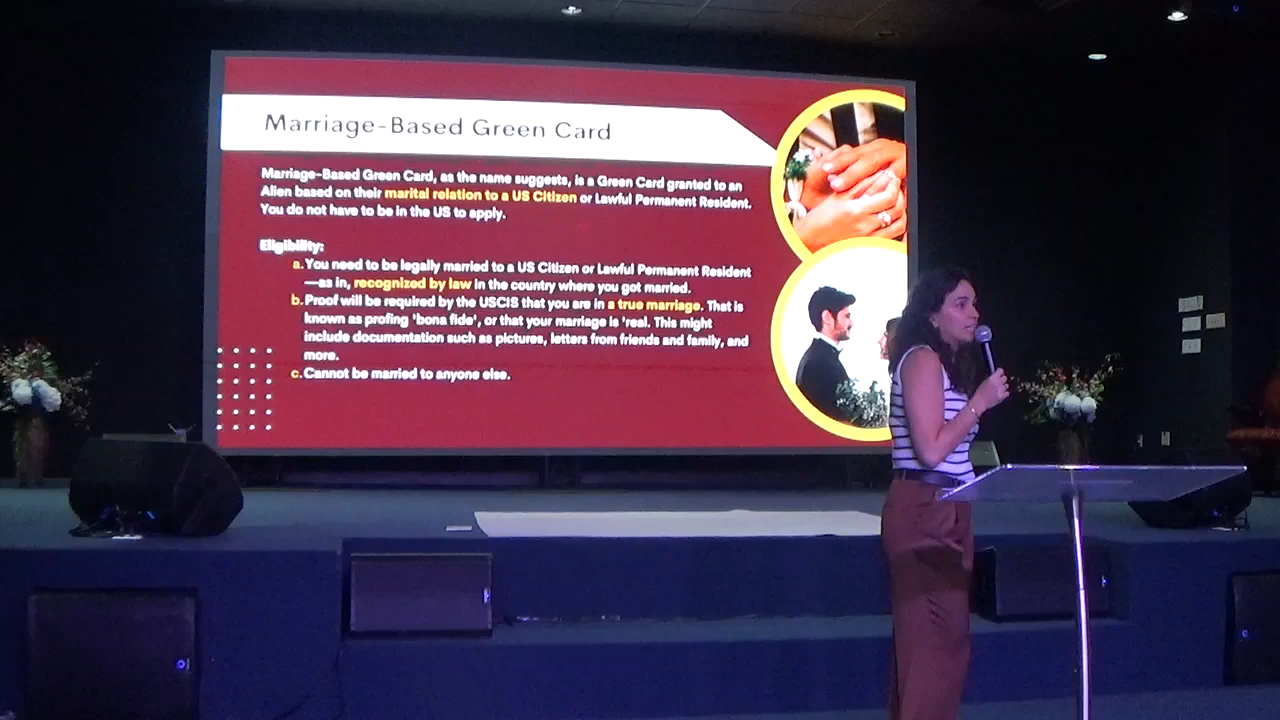 Marriage-Based Green Card
Marriage-Based Green Card, as the name suggests, is a Green Card granted to an
Alien based on their marital relation to a US Citizen or Lawful Permanent Resident.
You do not have to be in the US to apply.
Eligibility:
a. You need to be legally married to a US Citizen or Lawful Permanent Resident
—as in, recognized by law in the country where you got married.
b. Proof will be required by the USCIS that you are in a true marriage. That is
known as profing 'bona fide', or that your marriage is 'real. This might
include documentation such as pictures, letters from friends and family, and
more.
c. Cannot be married to anyone else.